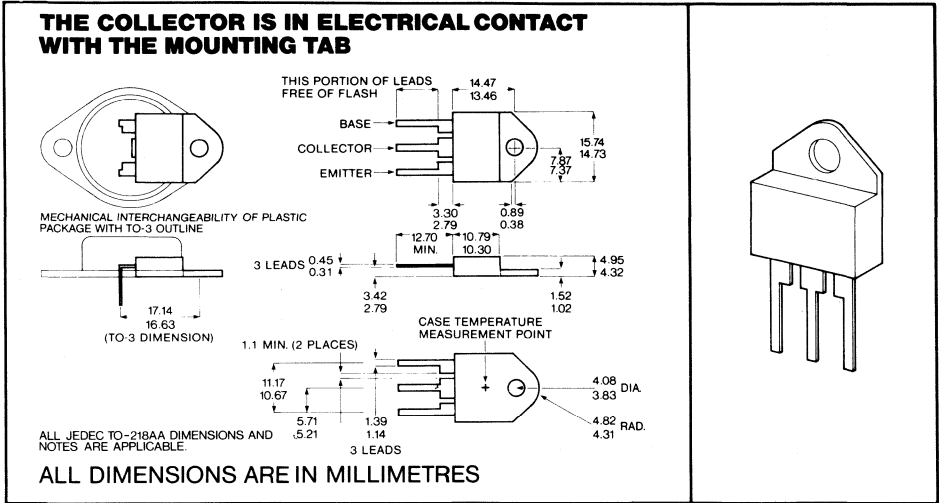 THE COLLECTOR IS IN ELECTRICAL CONTACT
WITH THE MOUNTING TAB
THIS PORTION OF LEADS
FREE OF FLASH
14.47
13.46
BASE
COLLECTOR
EMITTER
15.74
14.73
7.87
7.37
3.30
2.79
0.89
0.38
MECHANICAL INTERCHANGEABILITY OF PLASTIC
PACKAGE WITH TO-3 OUTLINE
12.70
MIN.
10.79
10.30
3 LEADS 0.45
0.31
4.95
4.32
3.42
2.79
1.52
1.02
17.14
16.63
(TO-3 DIMENSION)
CASE TEMPERATURE
MEASUREMENT POINT
1.1 MIN. (2 PLACES)
11.17
10.67
4.08 DIA.
3.83
5.71
5.21
1.39
1.14
3 LEADS
4.82 RAD.
4.31
ALL JEDEC TO-218AA DIMENSIONS AND
NOTES ARE APPLICABLE.
ALL DIMENSIONS ARE IN MILLIMETRES